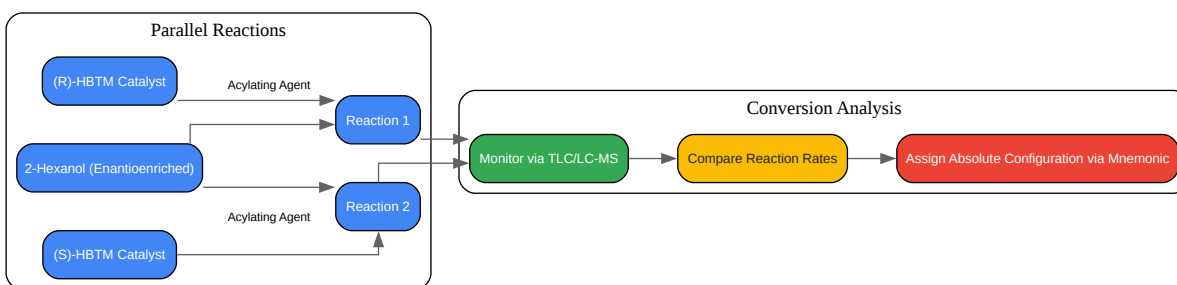 Parallel Reactions
(R)-HBTM Catalyst
Acylating Agent
Reaction 1
2-Hexanol (Enantioenriched)
Reaction 2
Acylating Agent
(S)-HBTM Catalyst
Conversion Analysis
Monitor via TLC/LC-MS
Compare Reaction Rates
Assign Absolute Configuration via Mnemonic